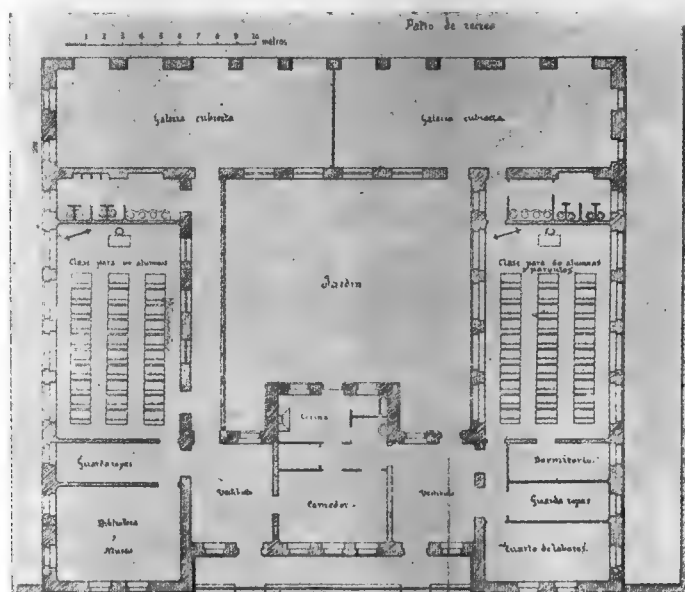 Patio de recreo
1 2 3 4 5 6 7 8 9 10 metros
Galeria cubierta
Galeria cubierta
Clase para 60 alumnos
Clase para 60 alumnas
y parvulos
Jardin
Cocina
Guardaropas
Dormitorio
Vestibulo
Comedor
Vestibulo
Guarda ropas
Biblioteca
y
Museo
Cuarto de labores